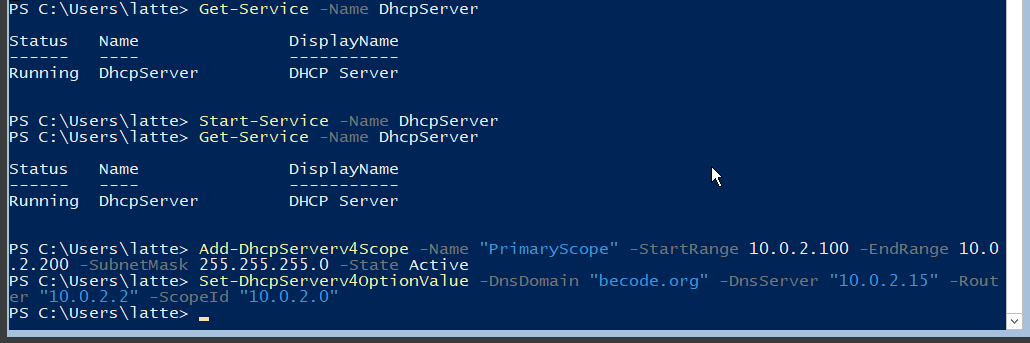 PS C:\Users\latte> Get-Service -Name DhcpServer
Status   Name               DisplayName
------   ----               -----------
Running  DhcpServer         DHCP Server
PS C:\Users\latte> Start-Service -Name DhcpServer
PS C:\Users\latte> Get-Service -Name DhcpServer
Status   Name               DisplayName
------   ----               -----------
Running  DhcpServer         DHCP Server
PS C:\Users\latte> Add-DhcpServerv4Scope -Name "PrimaryScope" -StartRange 10.0.2.100 -EndRange 10.0
.2.200 -SubnetMask 255.255.255.0 -State Active
PS C:\Users\latte> Set-DhcpServerv4OptionValue -DnsDomain "becode.org" -DnsServer "10.0.2.15" -Rout
er "10.0.2.2" -ScopeId "10.0.2.0"
PS C:\Users\latte>